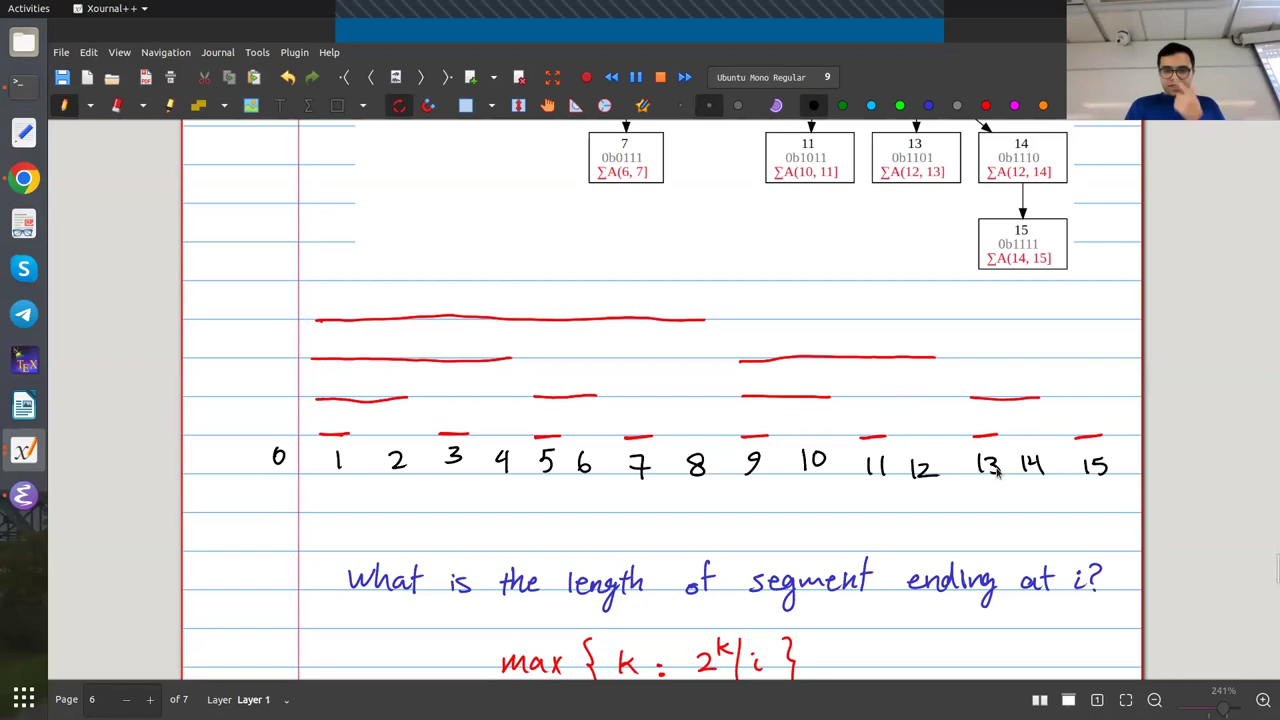 Activities Xournal++
File Edit View Navigation Journal Tools Plugin Help
Ubuntu Mono Regular 9
7 11 13 14
0b0111 0b1011 0b1101 0b1110
∑A(6, 7] ∑A(10, 11] ∑A(12, 13] ∑A(12, 14]
15
0b1111
∑A(14, 15]
0 1 2 3 4 5 6 7 8 9 10 11 12 13 14 15
What is the length of segment ending at i?
max { k : 2^k | i }
Page 6 of 7 Layer Layer 1 241%